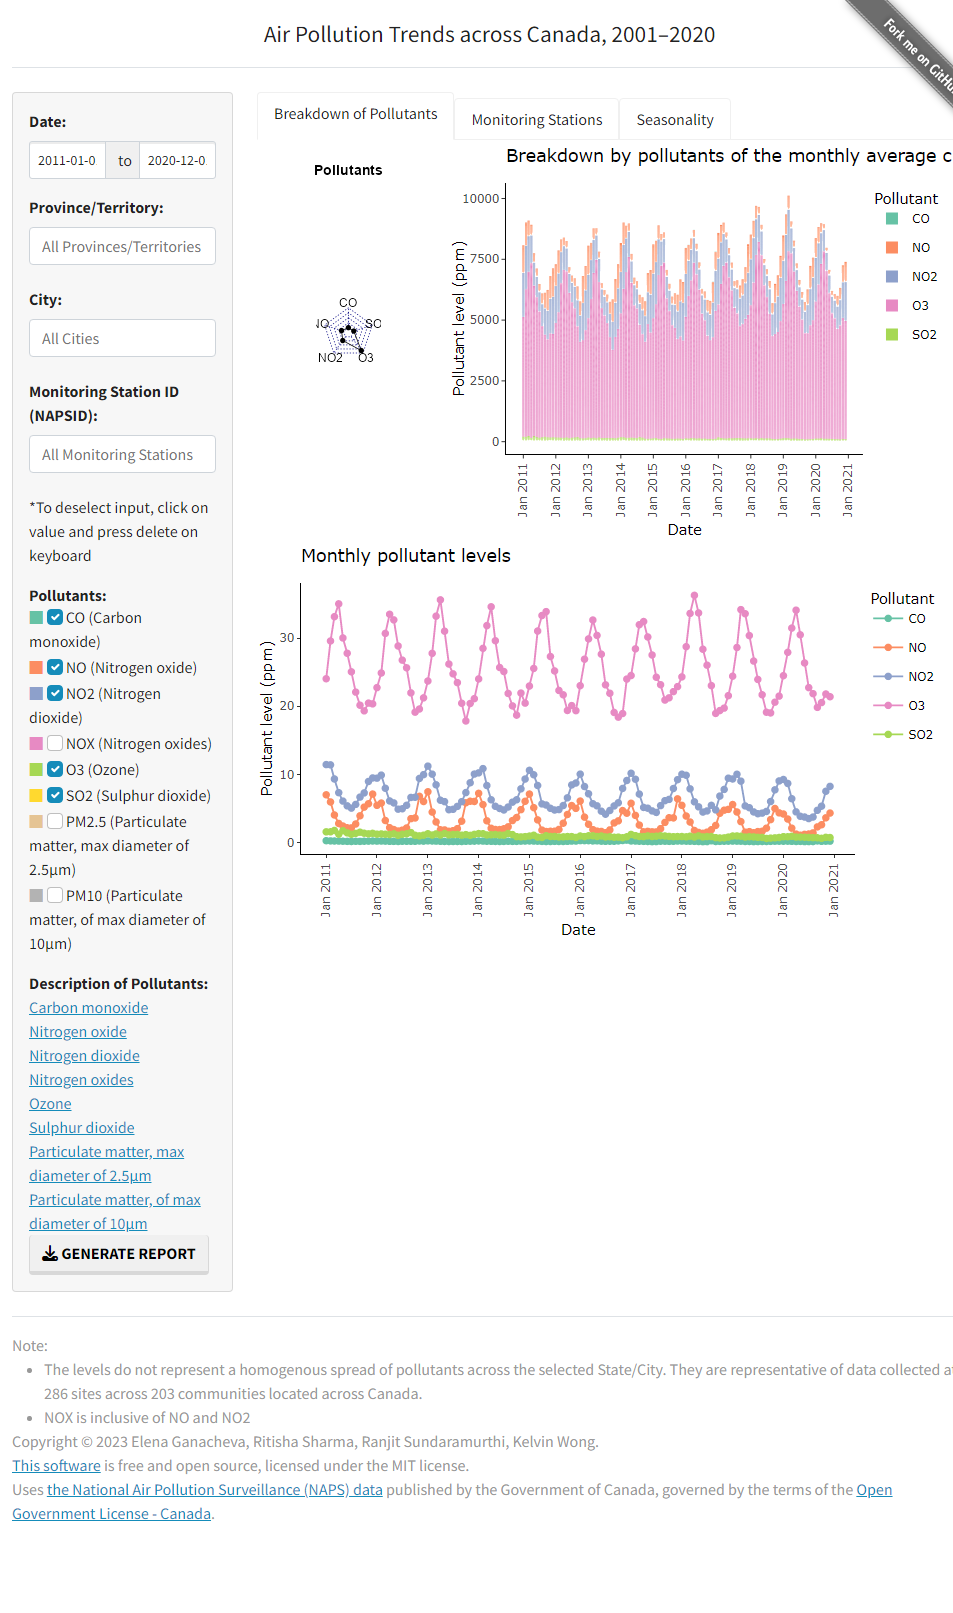 Air Pollution Trends across Canada, 2001–2020
Fork me on GitHu
Date:
2011-01-0 to 2020-12-0
Province/Territory:
All Provinces/Territories
City:
All Cities
Monitoring Station ID
(NAPSID):
All Monitoring Stations
*To deselect input, click on
value and press delete on
keyboard
Pollutants:
CO (Carbon
monoxide)
NO (Nitrogen oxide)
NO2 (Nitrogen
dioxide)
NOX (Nitrogen oxides)
O3 (Ozone)
SO2 (Sulphur dioxide)
PM2.5 (Particulate
matter, max diameter of
2.5µm)
PM10 (Particulate
matter, of max diameter of
10µm)
Description of Pollutants:
Carbon monoxide
Nitrogen oxide
Nitrogen dioxide
Nitrogen oxides
Ozone
Sulphur dioxide
Particulate matter, max
diameter of 2.5µm
Particulate matter, of max
diameter of 10µm
GENERATE REPORT
Breakdown of Pollutants
Monitoring Stations
Seasonality
Pollutants
CO
NO
SO
NO2
O3
Breakdown by pollutants of the monthly average c
Pollutant level (ppm)
10000
7500
5000
2500
0
Jan 2011
Jan 2012
Jan 2013
Jan 2014
Jan 2015
Jan 2016
Jan 2017
Jan 2018
Jan 2019
Jan 2020
Jan 2021
Date
Pollutant
CO
NO
NO2
O3
SO2
Monthly pollutant levels
Pollutant level (ppm)
30
20
10
0
Jan 2011
Jan 2012
Jan 2013
Jan 2014
Jan 2015
Jan 2016
Jan 2017
Jan 2018
Jan 2019
Jan 2020
Jan 2021
Date
Pollutant
CO
NO
NO2
O3
SO2
Note:
The levels do not represent a homogenous spread of pollutants across the selected State/City. They are representative of data collected at
286 sites across 203 communities located across Canada.
NOX is inclusive of NO and NO2
Copyright © 2023 Elena Ganacheva, Ritisha Sharma, Ranjit Sundaramurthi, Kelvin Wong.
This software is free and open source, licensed under the MIT license.
Uses the National Air Pollution Surveillance (NAPS) data published by the Government of Canada, governed by the terms of the Open
Government License - Canada.